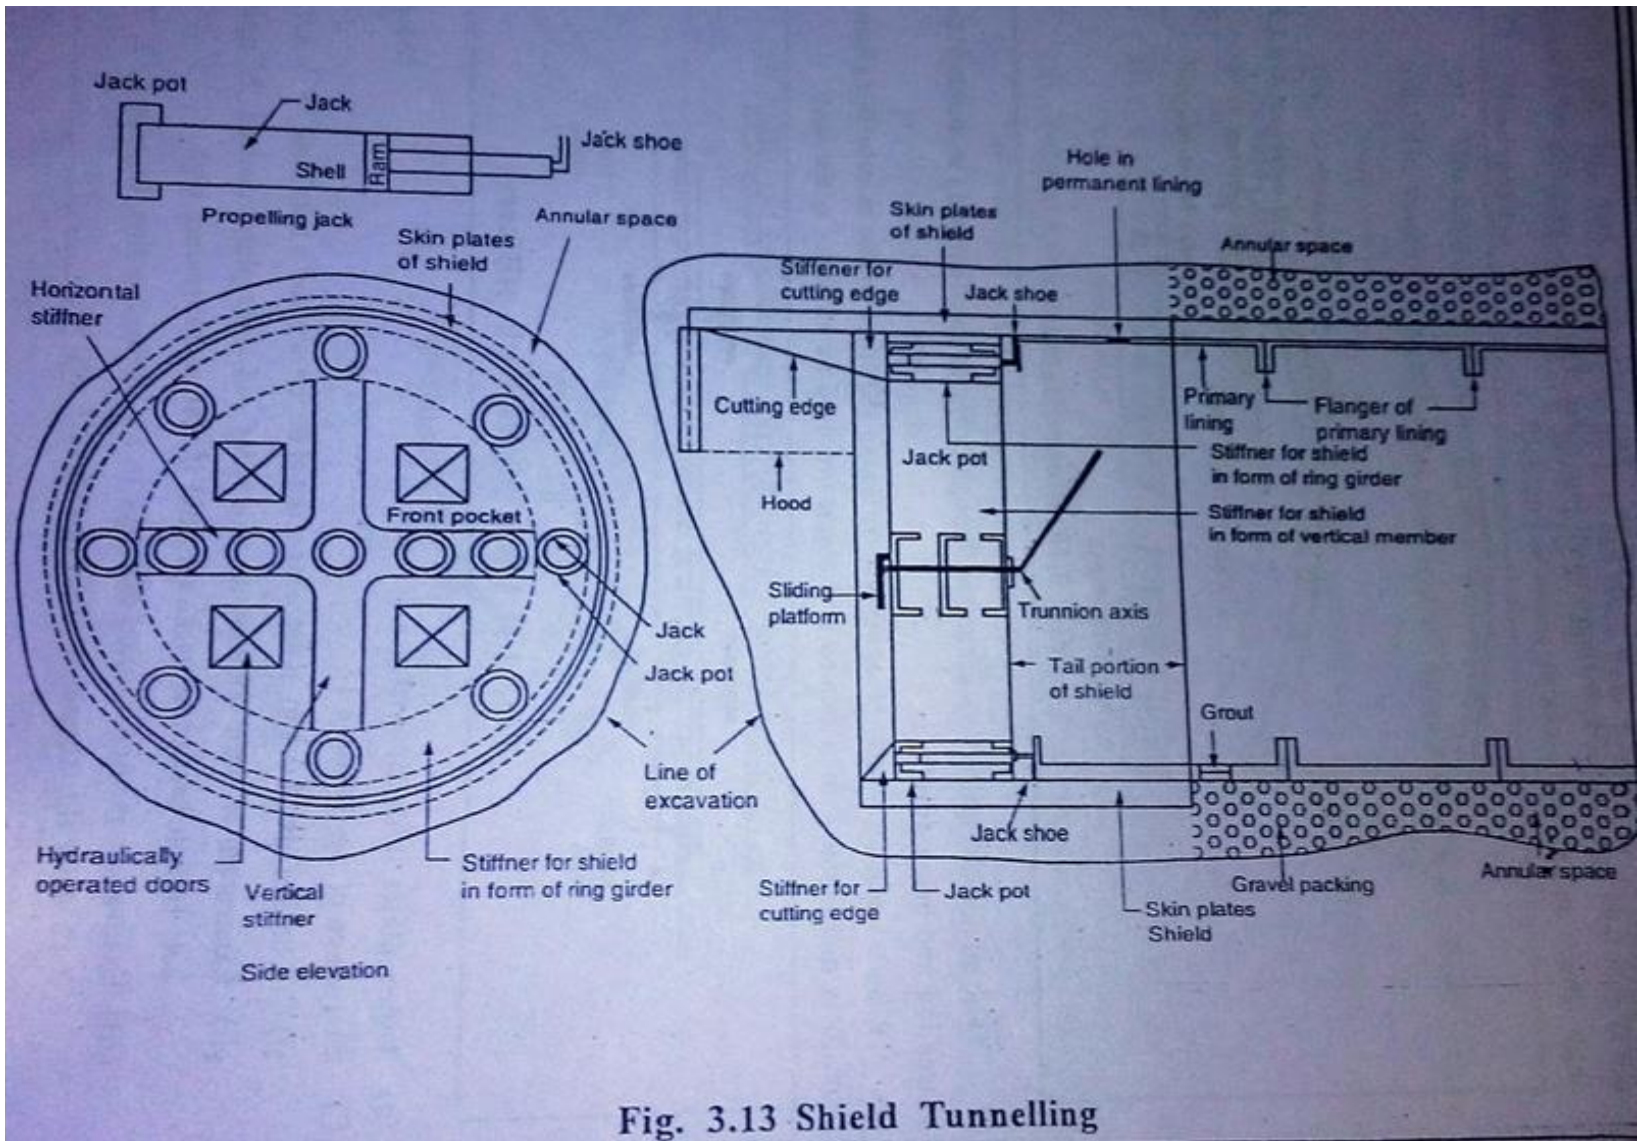 Jack pot
Jack
Shell
Ram
Jack shoe
Propelling jack
Annular space
Skin plates
of shield
Horizontal
stiffner
Front pocket
Jack
Jack pot
Line of
excavation
Hydraulically
operated doors
Vertical
stiffner
Stiffner for shield
in form of ring girder
Side elevation
Hole in
permanent lining
Skin plates
of shield
Annular space
Stiffener for
cutting edge
Jack shoe
Cutting edge
Primary
lining
Flanger of
primary lining
Jack pot
Stiffner for shield
in form of ring girder
Hood
Stiffner for shield
in form of vertical member
Sliding
platform
Trunnion axis
Tail portion
of shield
Grout
Jack shoe
Stiffner for
cutting edge
Jack pot
Gravel packing
Annular space
Skin plates
Shield
Fig. 3.13 Shield Tunnelling